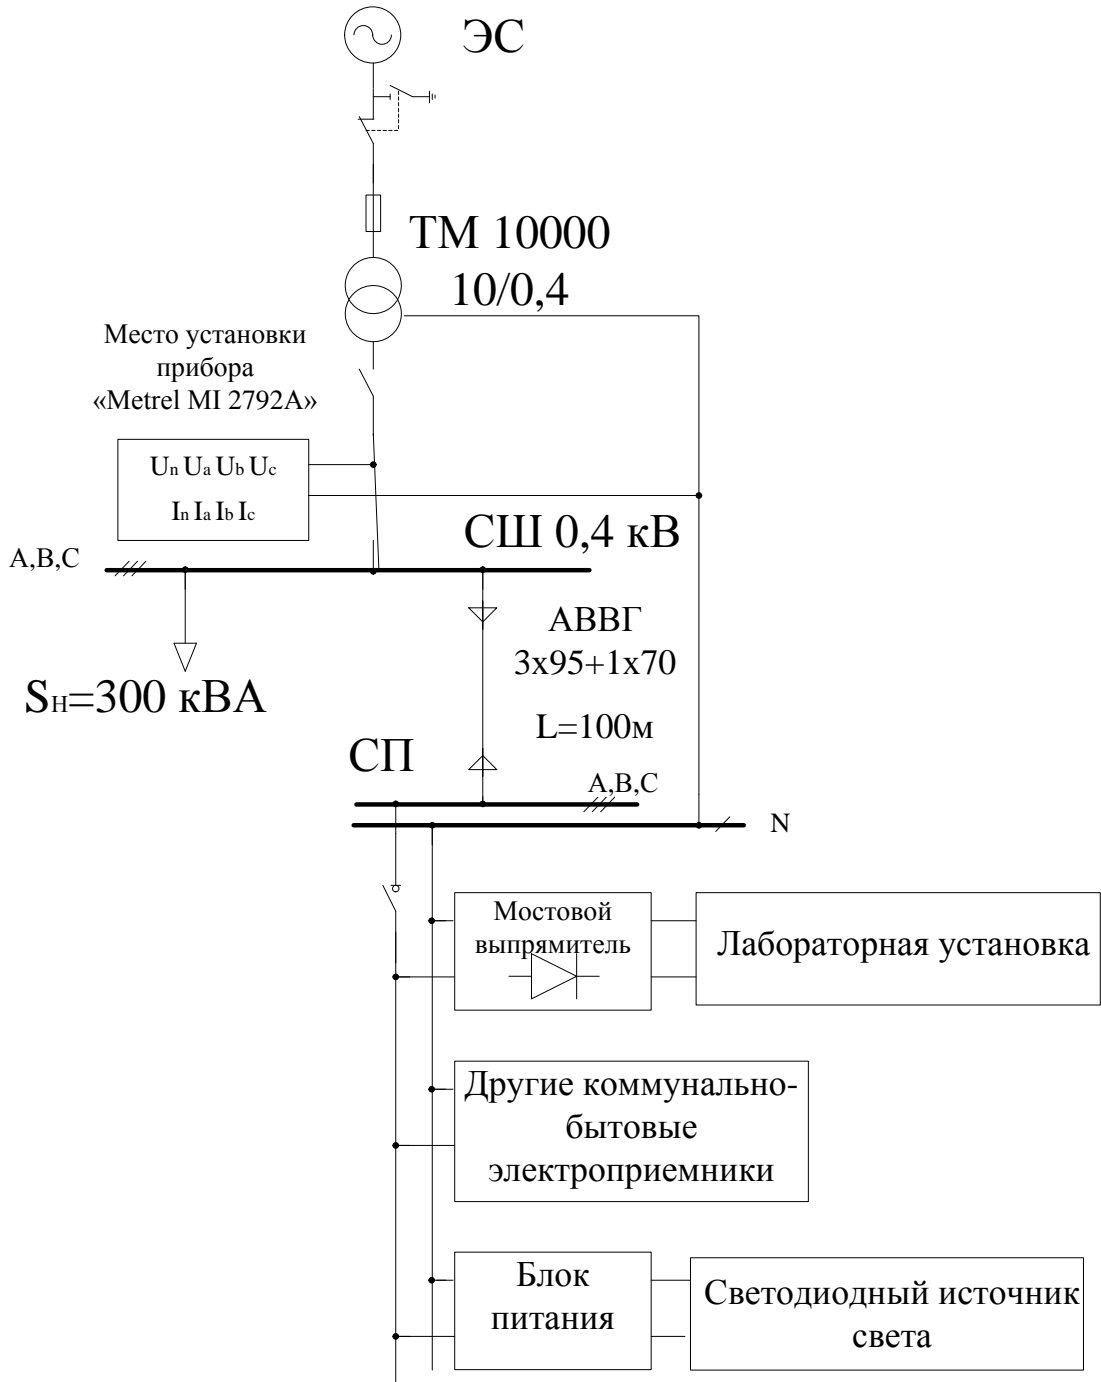 ЭС
ТМ 10000
10/0,4
Место установки
прибора
«Metrel MI 2792A»
Un Ua Ub Uc
In Ia Ib Ic
СШ 0,4 кВ
А,В,С
АВВГ
3х95+1х70
Sн=300 кВА
L=100м
СП
А,В,С
N
Мостовой
выпрямитель
Лабораторная установка
Другие коммунально-
бытовые
электроприемники
Блок
питания
Светодиодный источник
света